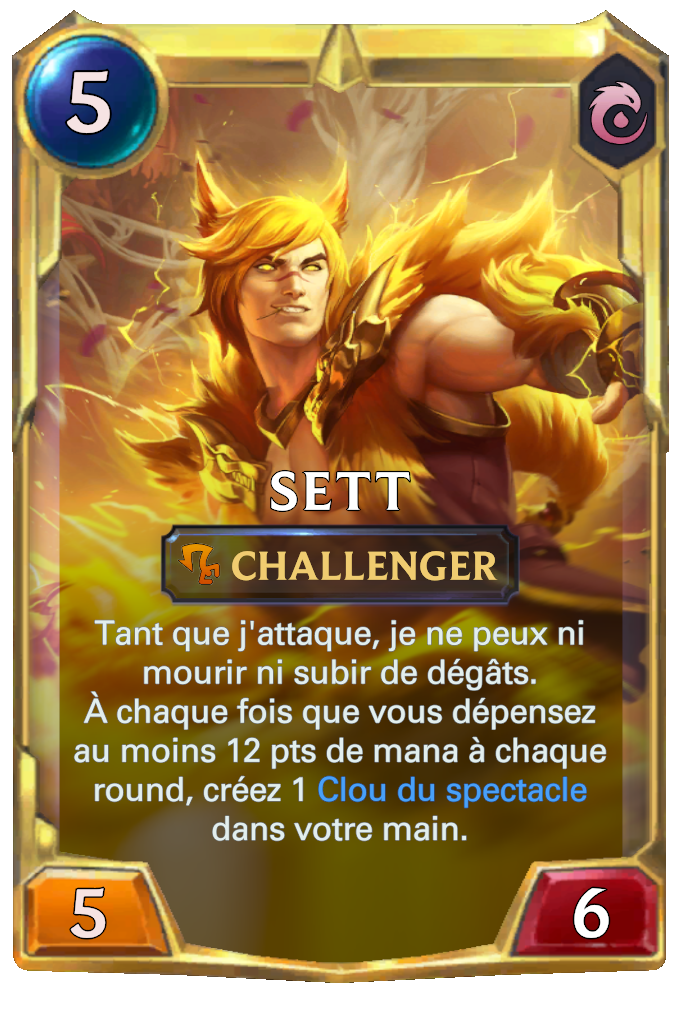 5
SETT
CHALLENGER
Tant que j'attaque, je ne peux ni
mourir ni subir de dégâts.
À chaque fois que vous dépensez
au moins 12 pts de mana à chaque
round, créez 1 Clou du spectacle
dans votre main.
5
6